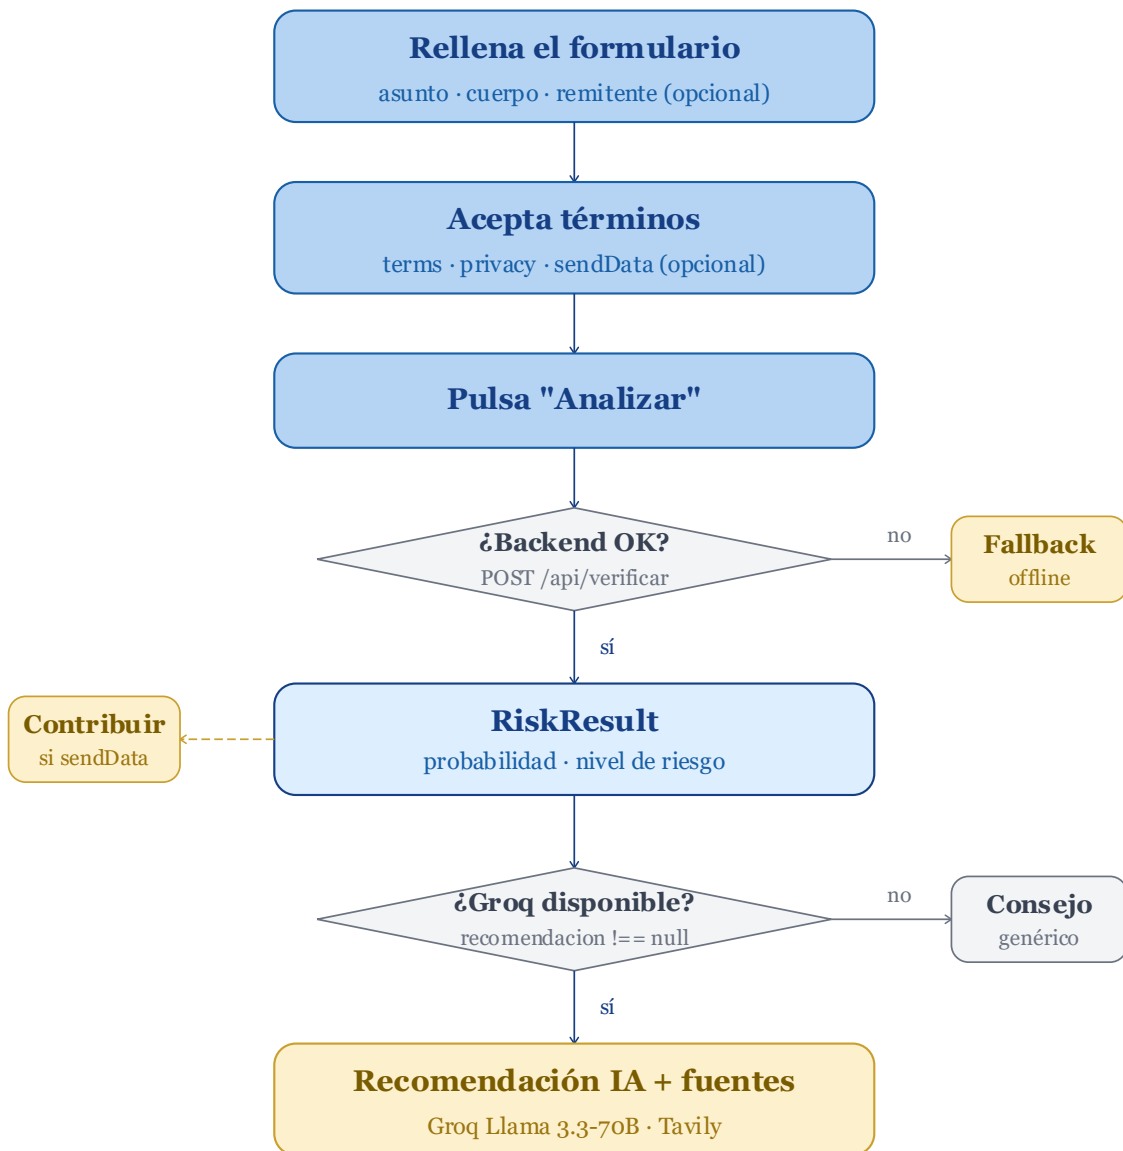 Rellena el formulario
asunto · cuerpo · remitente (opcional)
Acepta términos
terms · privacy · sendData (opcional)
Pulsa "Analizar"
¿Backend OK?
POST /api/verificar
no
Fallback
offline
sí
RiskResult
probabilidad · nivel de riesgo
Contribuir
si sendData
¿Groq disponible?
recomendacion !== null
no
Consejo
genérico
sí
Recomendación IA + fuentes
Groq Llama 3.3-70B · Tavily